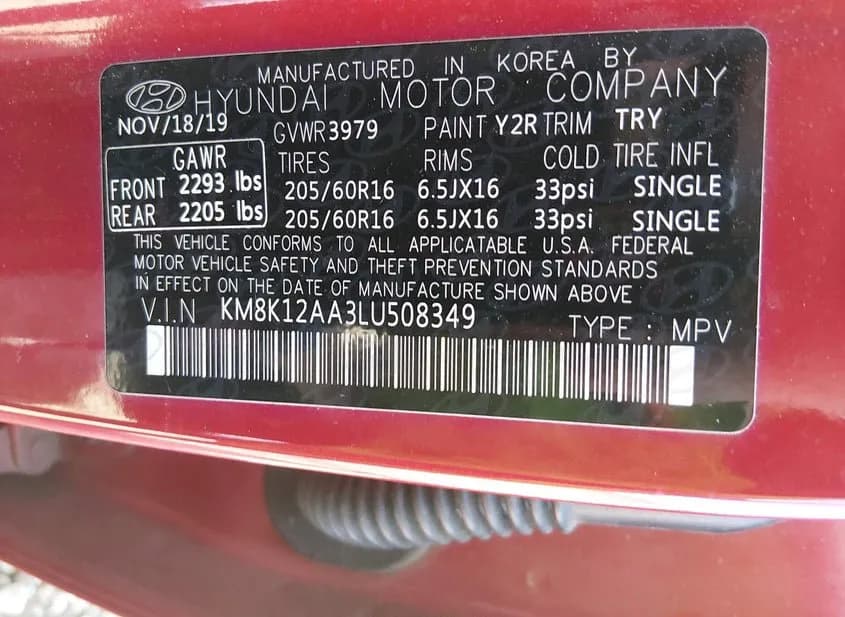 MANUFACTURED IN KOREA BY
HYUNDAI MOTOR COMPANY
NOV/18/19 GVWR3979 PAINT Y2R TRIM TRY
GAWR TIRES RIMS COLD TIRE INFL
FRONT 2293 lbs 205/60R16 6.5JX16 33psi SINGLE
REAR 2205 lbs 205/60R16 6.5JX16 33psi SINGLE
THIS VEHICLE CONFORMS TO ALL APPLICATABLE U.S.A. FEDERAL
MOTOR VEHICLE SAFETY AND THEFT PREVENTION STANDARDS
IN EFFECT ON THE DATE OF MANUFACTURE SHOWN ABOVE
V.I.N KM8K12AA3LU508349 TYPE : MPV